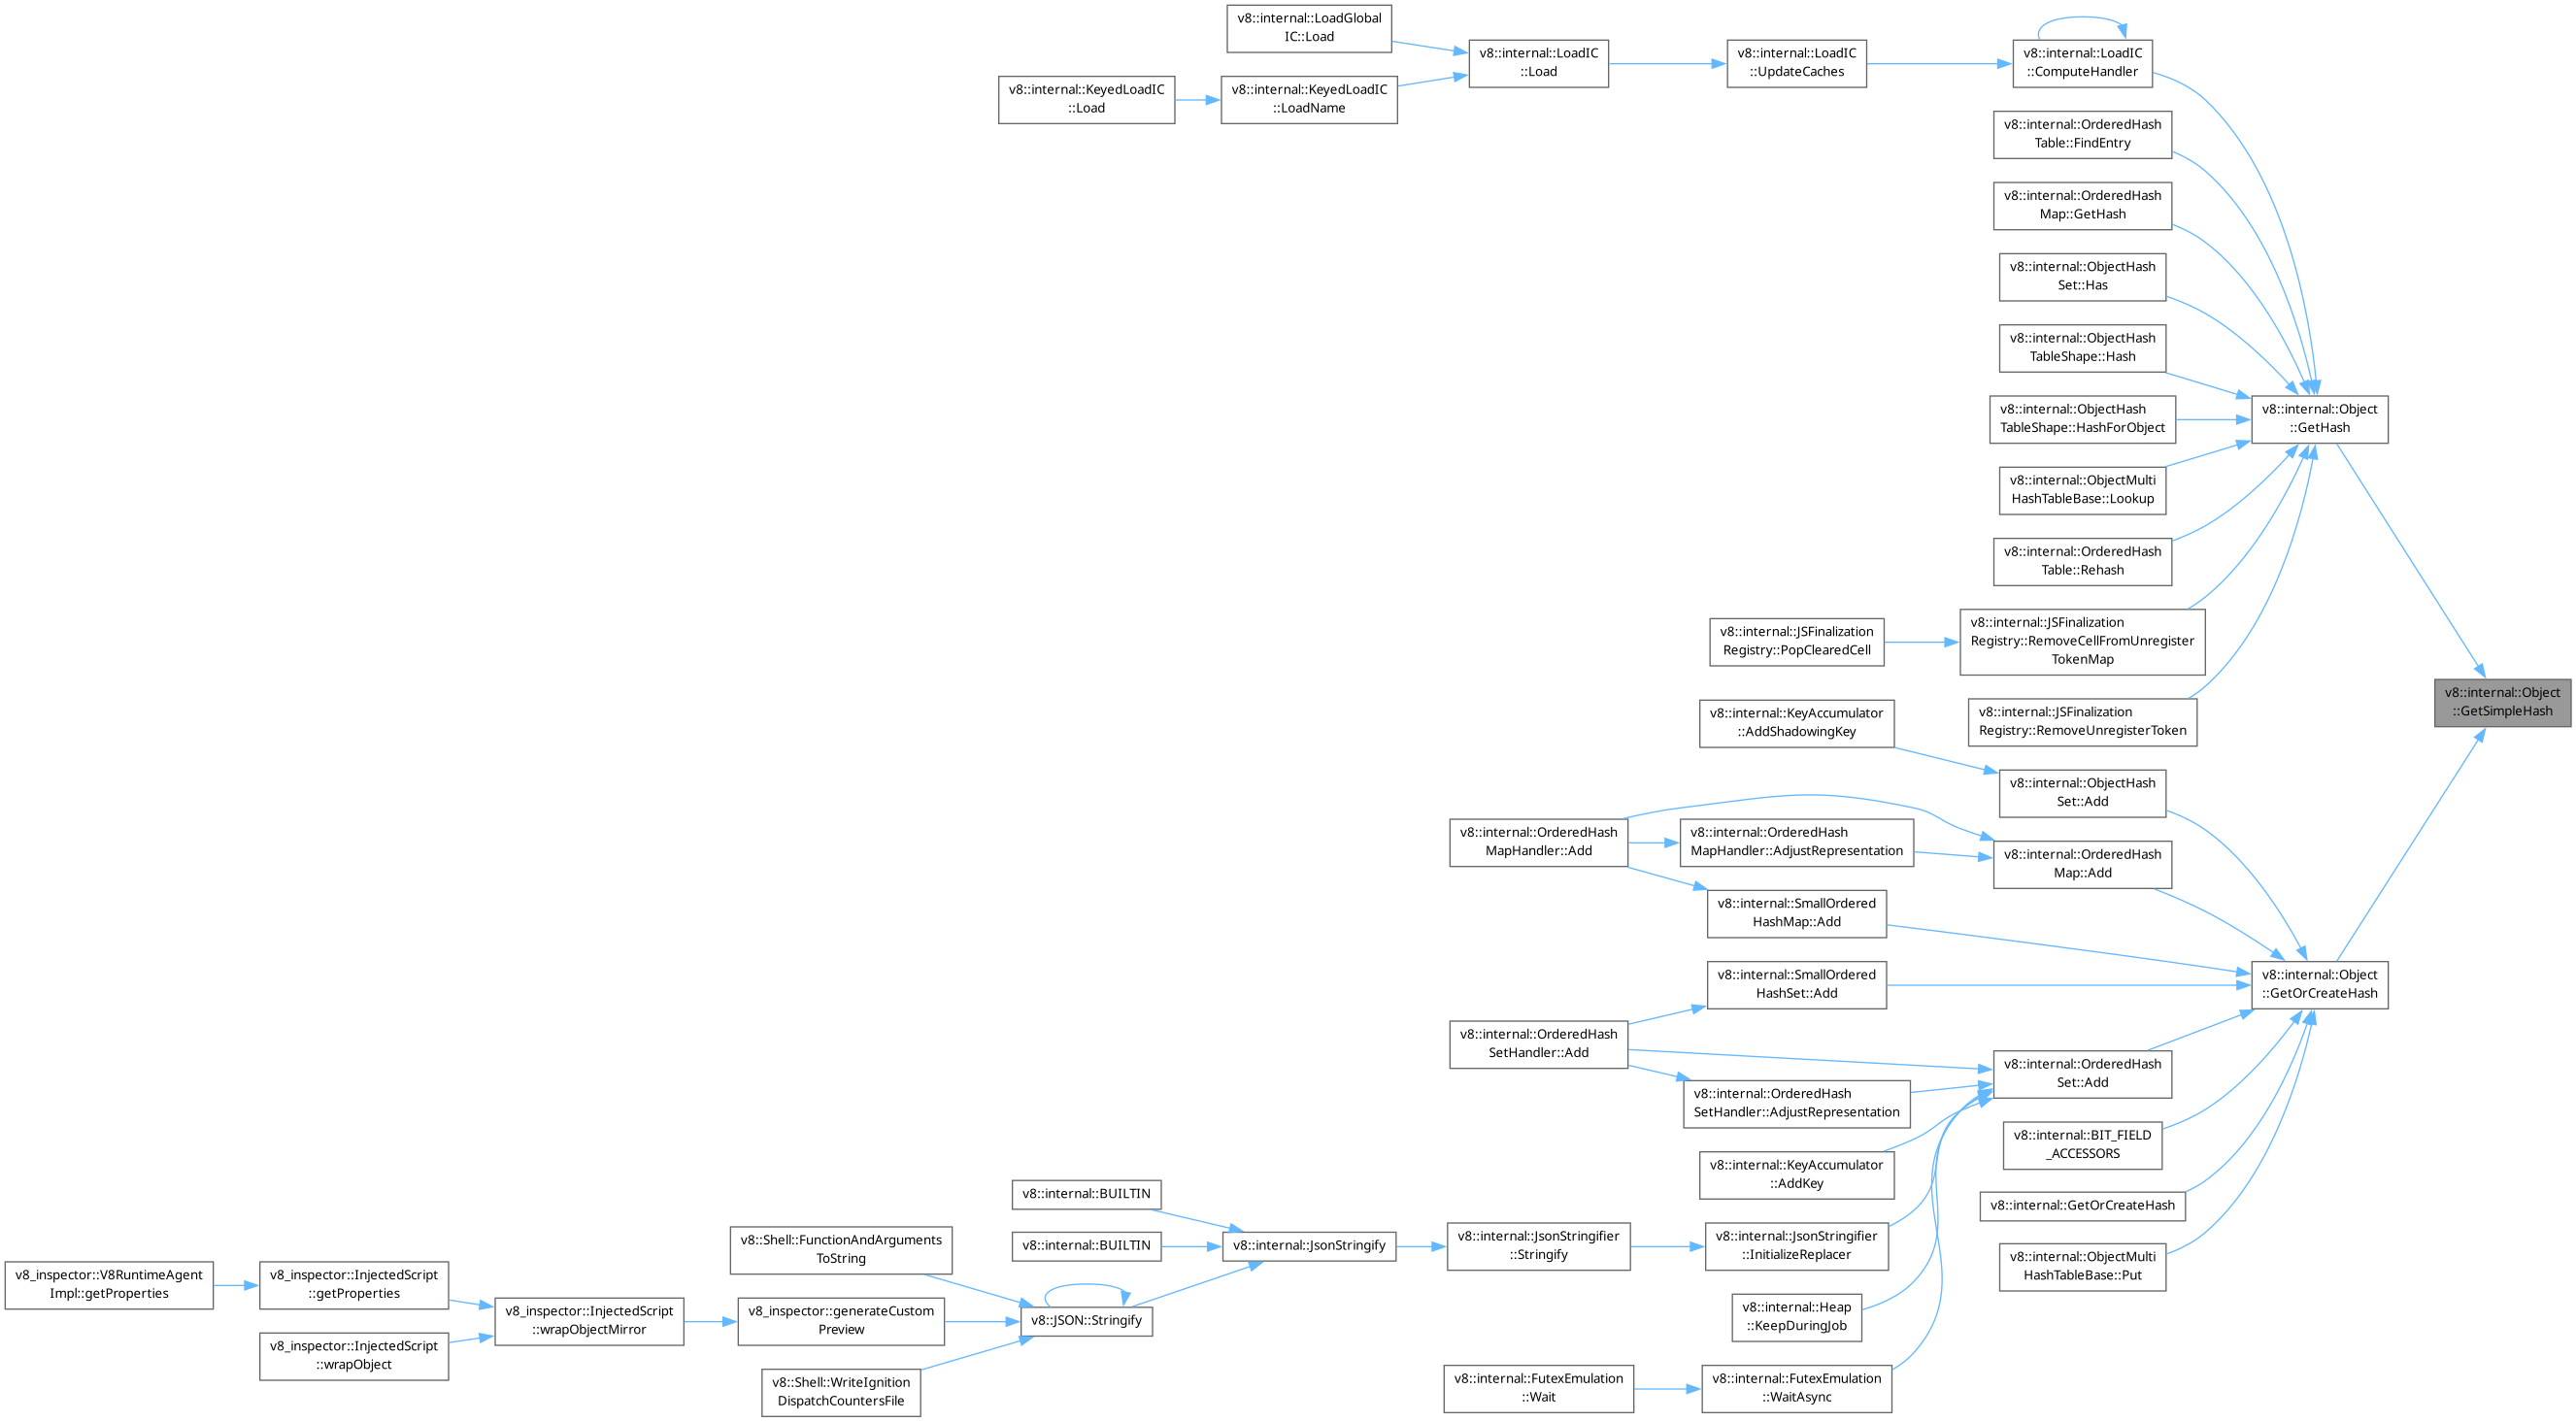 v8::internal::LoadGlobal
IC::Load
v8::internal::LoadIC
::Load
v8::internal::LoadIC
::UpdateCaches
v8::internal::LoadIC
::ComputeHandler
v8::internal::KeyedLoadIC
::Load
v8::internal::KeyedLoadIC
::LoadName
v8::internal::OrderedHash
Table::FindEntry
v8::internal::OrderedHash
Map::GetHash
v8::internal::ObjectHash
Set::Has
v8::internal::ObjectHash
TableShape::Hash
v8::internal::ObjectHash
TableShape::HashForObject
v8::internal::Object
::GetHash
v8::internal::ObjectMulti
HashTableBase::Lookup
v8::internal::OrderedHash
Table::Rehash
v8::internal::JSFinalization
Registry::PopClearedCell
v8::internal::JSFinalization
Registry::RemoveCellFromUnregister
TokenMap
v8::internal::Object
::GetSimpleHash
v8::internal::KeyAccumulator
::AddShadowingKey
v8::internal::JSFinalization
Registry::RemoveUnregisterToken
v8::internal::ObjectHash
Set::Add
v8::internal::OrderedHash
MapHandler::Add
v8::internal::OrderedHash
MapHandler::AdjustRepresentation
v8::internal::OrderedHash
Map::Add
v8::internal::SmallOrdered
HashMap::Add
v8::internal::SmallOrdered
HashSet::Add
v8::internal::Object
::GetOrCreateHash
v8::internal::OrderedHash
SetHandler::Add
v8::internal::OrderedHash
Set::Add
v8::internal::OrderedHash
SetHandler::AdjustRepresentation
v8::internal::BIT_FIELD
_ACCESSORS
v8::internal::KeyAccumulator
::AddKey
v8::internal::BUILTIN
v8::internal::GetOrCreateHash
v8::Shell::FunctionAndArguments
ToString
v8::internal::BUILTIN
v8::internal::JsonStringify
v8::internal::JsonStringifier
::Stringify
v8::internal::JsonStringifier
::InitializeReplacer
v8::internal::ObjectMulti
HashTableBase::Put
v8_inspector::V8RuntimeAgent
Impl::getProperties
v8_inspector::InjectedScript
::getProperties
v8_inspector::InjectedScript
::wrapObjectMirror
v8_inspector::generateCustom
Preview
v8::JSON::Stringify
v8::internal::Heap
::KeepDuringJob
v8_inspector::InjectedScript
::wrapObject
v8::Shell::WriteIgnition
DispatchCountersFile
v8::internal::FutexEmulation
::Wait
v8::internal::FutexEmulation
::WaitAsync